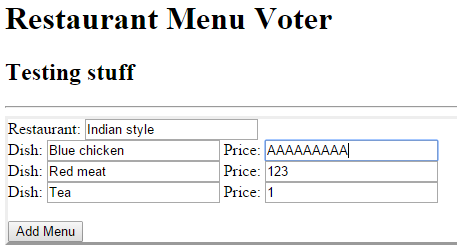 Restaurant Menu Voter
Testing stuff
Restaurant: Indian style
Dish: Blue chicken Price: AAAAAAAAA
Dish: Red meat Price: 123
Dish: Tea Price: 1
Add Menu